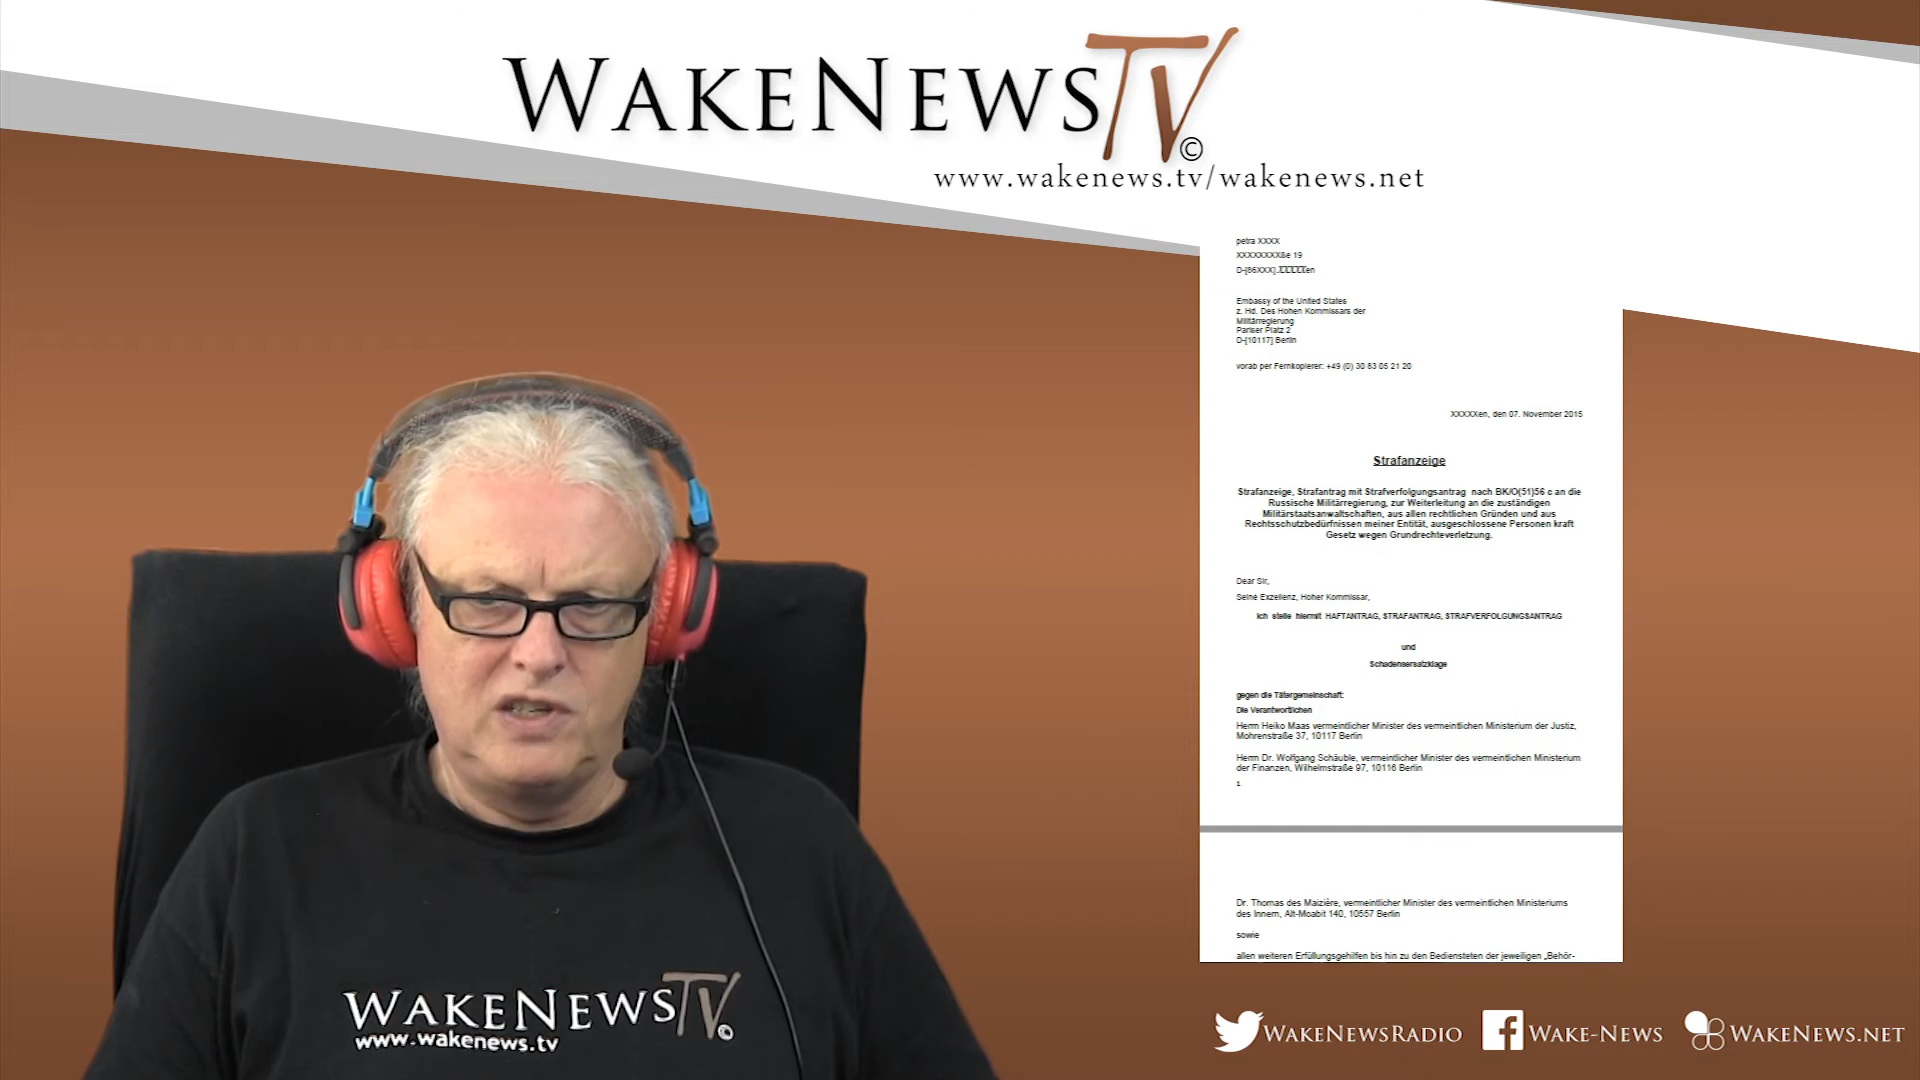 WAKENEWSTV©
www.wakenews.tv/wakenews.net
petra XXXX
XXXXXXXXße 19
D-[86XXX] XXXXXen
Embassy of the United States
z. Hd. Des Hohen Kommissars der
Militärregierung
Pariser Platz 2
D-[10117] Berlin
vorab per Fernkopierer: +49 (0) 30 83 05 21 20
XXXXXen, den 07. November 2015
Strafanzeige
Strafanzeige, Strafantrag mit Strafverfolgungsantrag nach BK/O(51)56 c an die
Russische Militärregierung, zur Weiterleitung an die zuständigen
Militärstaatsanwaltschaften, aus allen rechtlichen Gründen und aus
Rechtsschutzbedürfnissen meiner Entität, ausgeschlossene Personen kraft
Gesetz wegen Grundrechteverletzung.
Dear Sir,
Seine Exzellenz, Hoher Kommissar,
ich stelle hiermit HAFTANTRAG, STRAFANTRAG, STRAFVERFOLGUNGSANTRAG
und
Schadensersatzklage
gegen die Tätergemeinschaft:
Die Verantwortlichen
Herrn Heiko Maas vermeintlicher Minister des vermeintlichen Ministerium der Justiz,
Mohrenstraße 37, 10117 Berlin
Herrn Dr. Wolfgang Schäuble, vermeintlicher Minister des vermeintlichen Ministerium
der Finanzen, Wilhelmstraße 97, 10116 Berlin
1
Dr. Thomas des Maizière, vermeintlicher Minister des vermeintlichen Ministeriums
des Innern, Alt-Moabit 140, 10557 Berlin
sowie
allen weiteren Erfüllungsgehilfen bis hin zu den Bediensteten der jeweiligen „Behör-
WAKENEWSTV©
www.wakenews.tv
WAKENEWSRADIO
WAKE-NEWS
WAKENEWS.NET